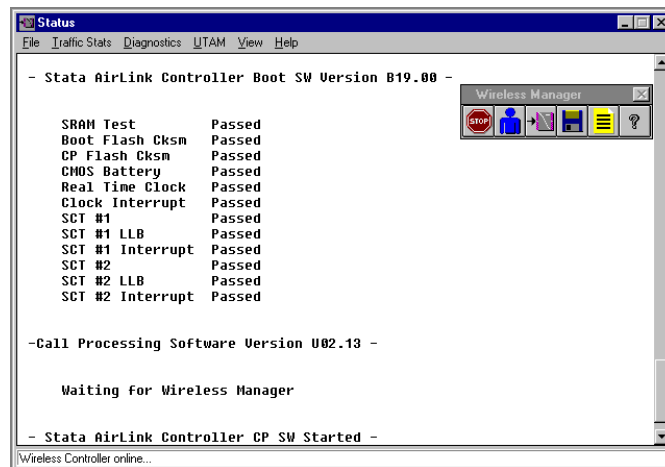 Status
File Traffic Stats Diagnostics UTAM View Help
- Stata AirLink Controller Boot SW Version B19.00 -
Wireless Manager
STOP
?
SRAM Test Passed
Boot Flash Cksm Passed
CP Flash Cksm Passed
CMOS Battery Passed
Real Time Clock Passed
Clock Interrupt Passed
SCT #1 Passed
SCT #1 LLB Passed
SCT #1 Interrupt Passed
SCT #2 Passed
SCT #2 LLB Passed
SCT #2 Interrupt Passed
-Call Processing Software Version U02.13 -
Waiting for Wireless Manager
- Stata AirLink Controller CP SW Started -
Wireless Controller online...